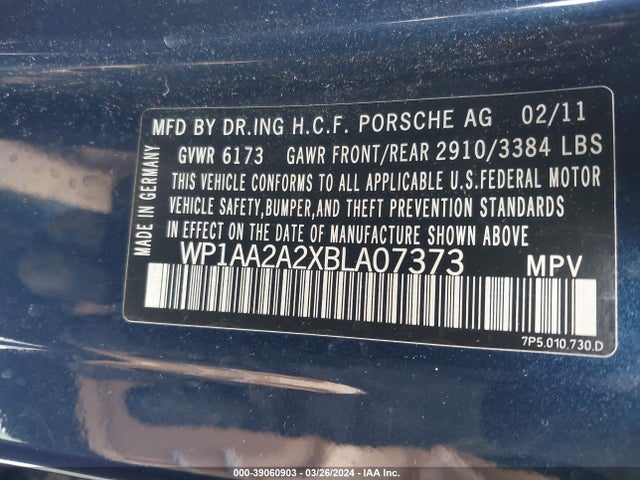 MFD BY DR.ING H.C.F. PORSCHE AG 02/11
GVWR 6173 GAWR FRONT/REAR 2910/3384 LBS
THIS VEHICLE CONFORMS TO ALL APPLICABLE U.S.FEDERAL MOTOR
VEHICLE SAFETY,BUMPER,AND THEFT PREVENTION STANDARDS
IN EFFECT ON THE DATE OF MANUFACTURE SHOWN ABOVE.
MADE IN GERMANY
WP1AA2A2XBLA07373 MPV
7P5.010.730.D
000-39060903 — 03/26/2024 — IAA Inc.